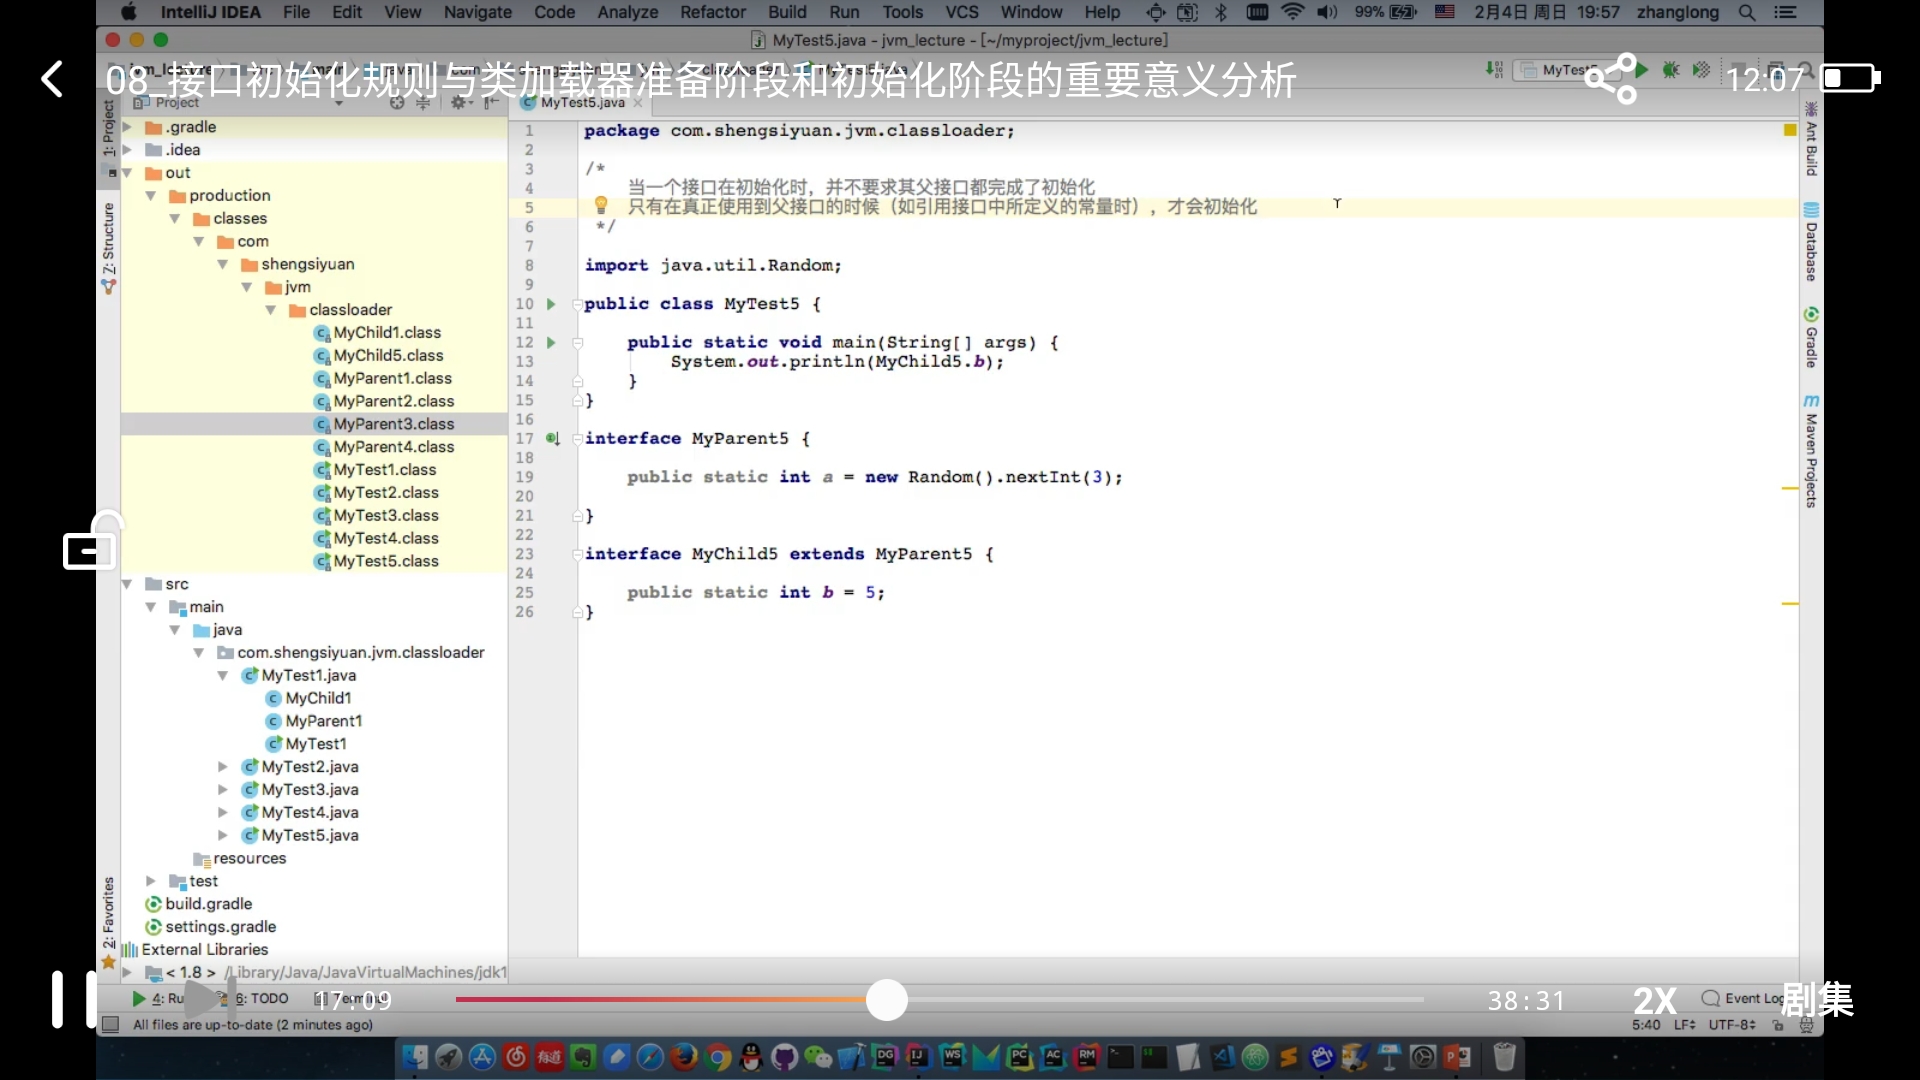 IntelliJ IDEA File Edit View Navigate Code Analyze Refactor Build Run Tools VCS Window Help 99% 2月4日 周日 19:57 zhanglong
MyTest5.java - jvm_lecture - [~/myproject/jvm_lecture]
08_接口初始化规则与类加载器准备阶段和初始化阶段的重要意义分析
12:07
Project
MyTest5.java
1: Project
Z: Structure
2: Favorites
.gradle
.idea
out
production
classes
com
shengsiyuan
jvm
classloader
MyChild1.class
MyChild5.class
MyParent1.class
MyParent2.class
MyParent3.class
MyParent4.class
MyTest1.class
MyTest2.class
MyTest3.class
MyTest4.class
MyTest5.class
src
main
java
com.shengsiyuan.jvm.classloader
MyTest1.java
MyChild1
MyParent1
MyTest1
MyTest2.java
MyTest3.java
MyTest4.java
MyTest5.java
resources
test
build.gradle
settings.gradle
External Libraries
< 1.8 > /Library/Java/JavaVirtualMachines/jdk1
1 package com.shengsiyuan.jvm.classloader;
2
3 /*
4 当一个接口在初始化时，并不要求其父接口都完成了初始化
5 只有在真正使用到父接口的时候（如引用接口中所定义的常量时），才会初始化
6 */
7
8 import java.util.Random;
9
10 public class MyTest5 {
11
12 public static void main(String[] args) {
13 System.out.println(MyChild5.b);
14 }
15 }
16
17 interface MyParent5 {
18
19 public static int a = new Random().nextInt(3);
20
21 }
22
23 interface MyChild5 extends MyParent5 {
24
25 public static int b = 5;
26 }
Ant Build
Database
Gradle
Maven Projects
17:09
38:31
2X
剧集
6: TODO
Event Log
All files are up-to-date (2 minutes ago)
5:40 LF UTF-8
有道 DG IJ WS PC AC RM